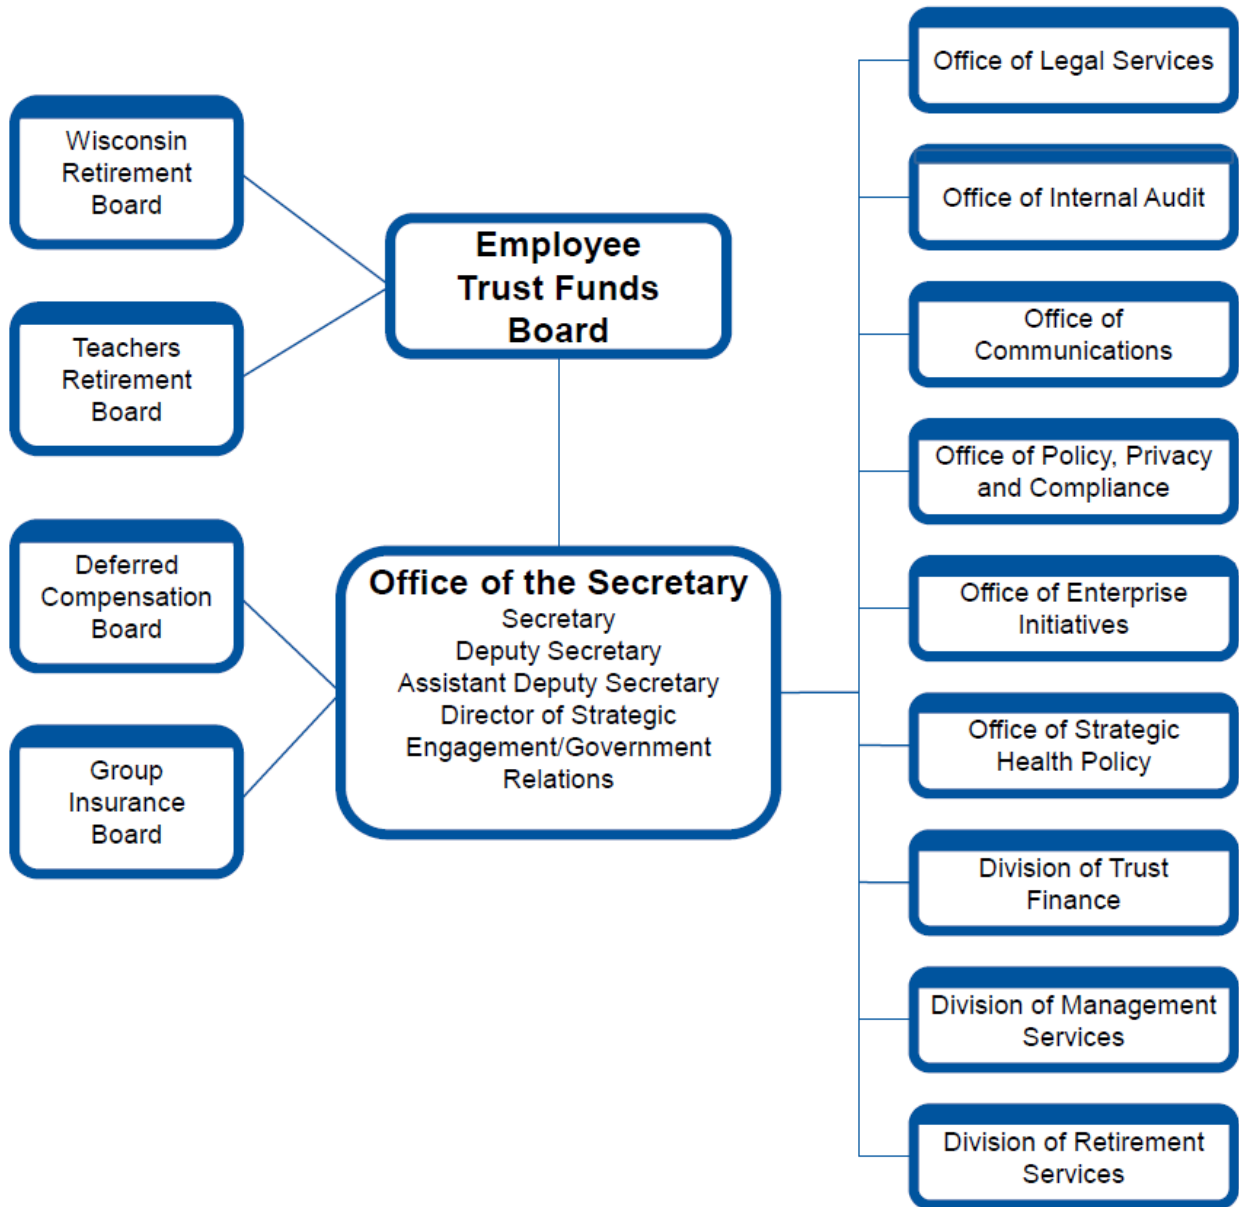 Wisconsin
Retirement
Board
Teachers
Retirement
Board
Deferred
Compensation
Board
Group
Insurance
Board
Employee
Trust Funds
Board
Office of the Secretary
Secretary
Deputy Secretary
Assistant Deputy Secretary
Director of Strategic
Engagement/Government
Relations
Office of Legal Services
Office of Internal Audit
Office of
Communications
Office of Policy, Privacy
and Compliance
Office of Enterprise
Initiatives
Office of Strategic
Health Policy
Division of Trust
Finance
Division of Management
Services
Division of Retirement
Services